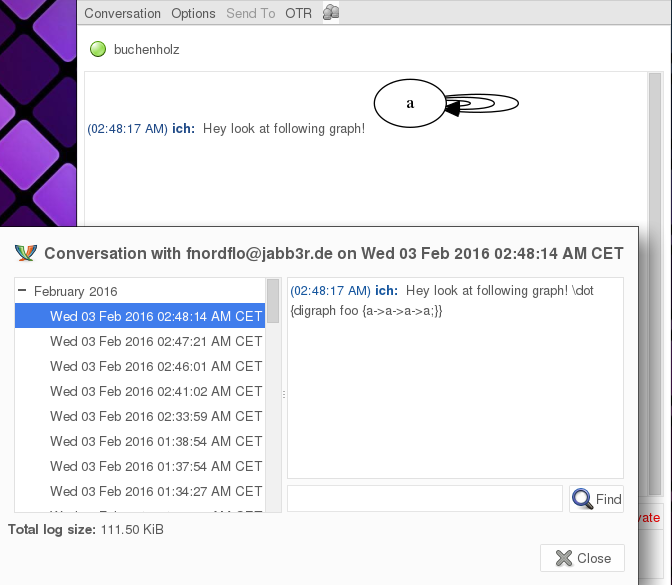 Conversation Options Send To OTR
buchenholz
a
(02:48:17 AM) ich: Hey look at following graph!
Conversation with fnordflo@jabb3r.de on Wed 03 Feb 2016 02:48:14 AM CET
February 2016
Wed 03 Feb 2016 02:48:14 AM CET
Wed 03 Feb 2016 02:47:21 AM CET
Wed 03 Feb 2016 02:46:01 AM CET
Wed 03 Feb 2016 02:41:02 AM CET
Wed 03 Feb 2016 02:33:59 AM CET
Wed 03 Feb 2016 01:38:54 AM CET
Wed 03 Feb 2016 01:37:54 AM CET
Wed 03 Feb 2016 01:34:27 AM CET
(02:48:17 AM) ich: Hey look at following graph! \dot
{digraph foo {a->a->a->a;}}
Find
Total log size: 111.50 KiB
Close